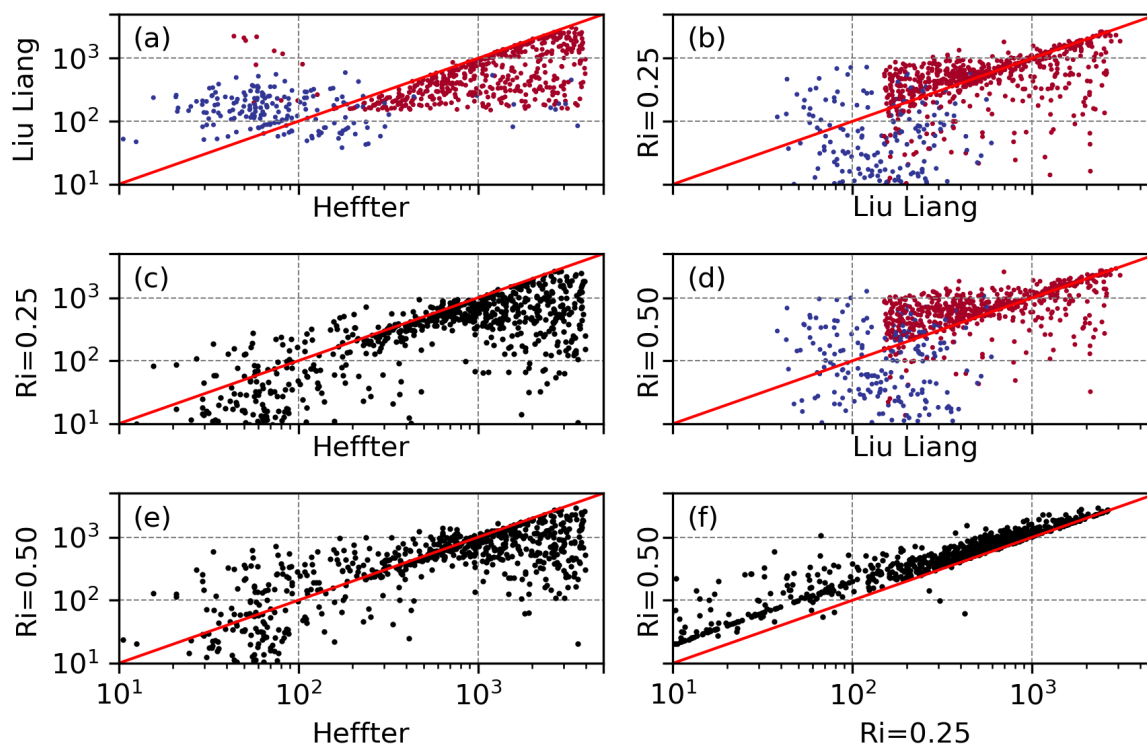 (a)
Liu Liang
10³
10²
10¹
Heffter
(b)
Ri=0.25
Liu Liang
(c)
Ri=0.25
10³
10²
10¹
Heffter
(d)
Ri=0.50
Liu Liang
(e)
Ri=0.50
10³
10²
10¹
10¹ 10² 10³
Heffter
(f)
Ri=0.50
10¹ 10² 10³
Ri=0.25